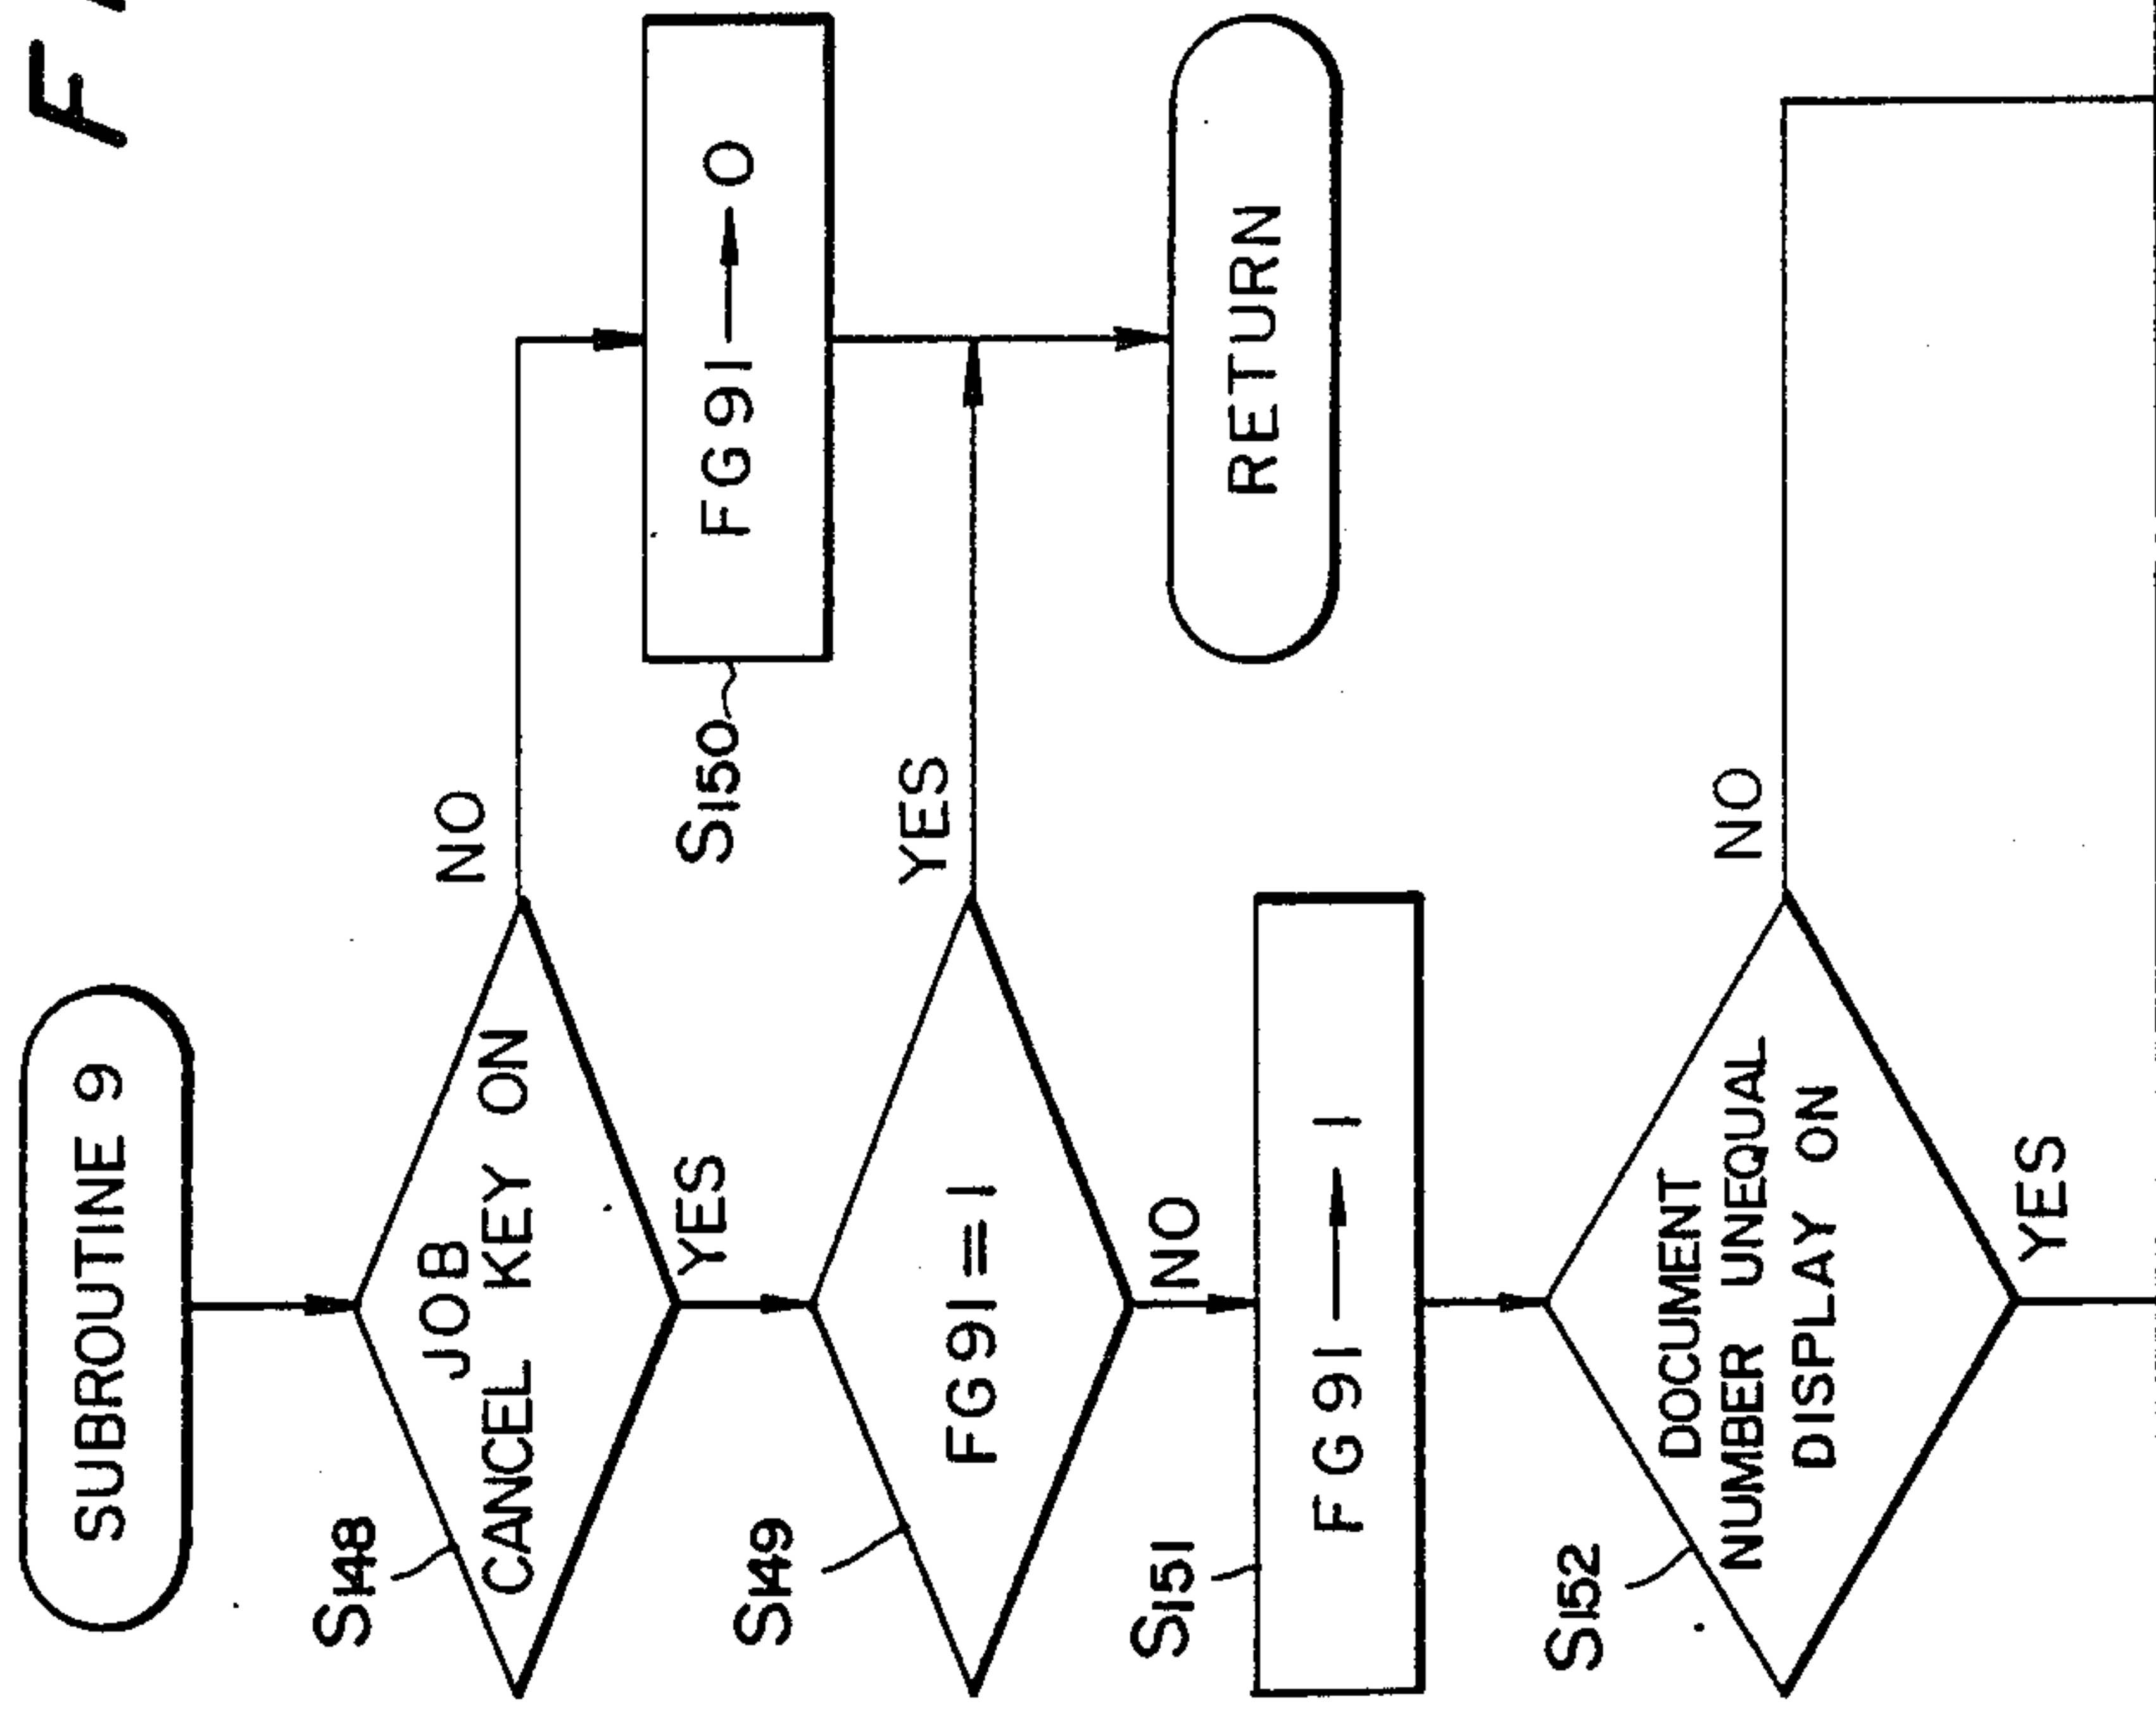 SUBROUTINE 9
S148
JOB
CANCEL KEY ON
NO
YES
S149
FG91=1
YES
NO
S150
FG91→0
RETURN
S151
FG91→1
S152
DOCUMENT
NUMBER UNEQUAL
DISPLAY ON
NO
YES